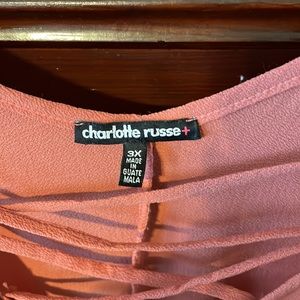 charlotte russe+
3X
MADE
IN
GUATE
MALA